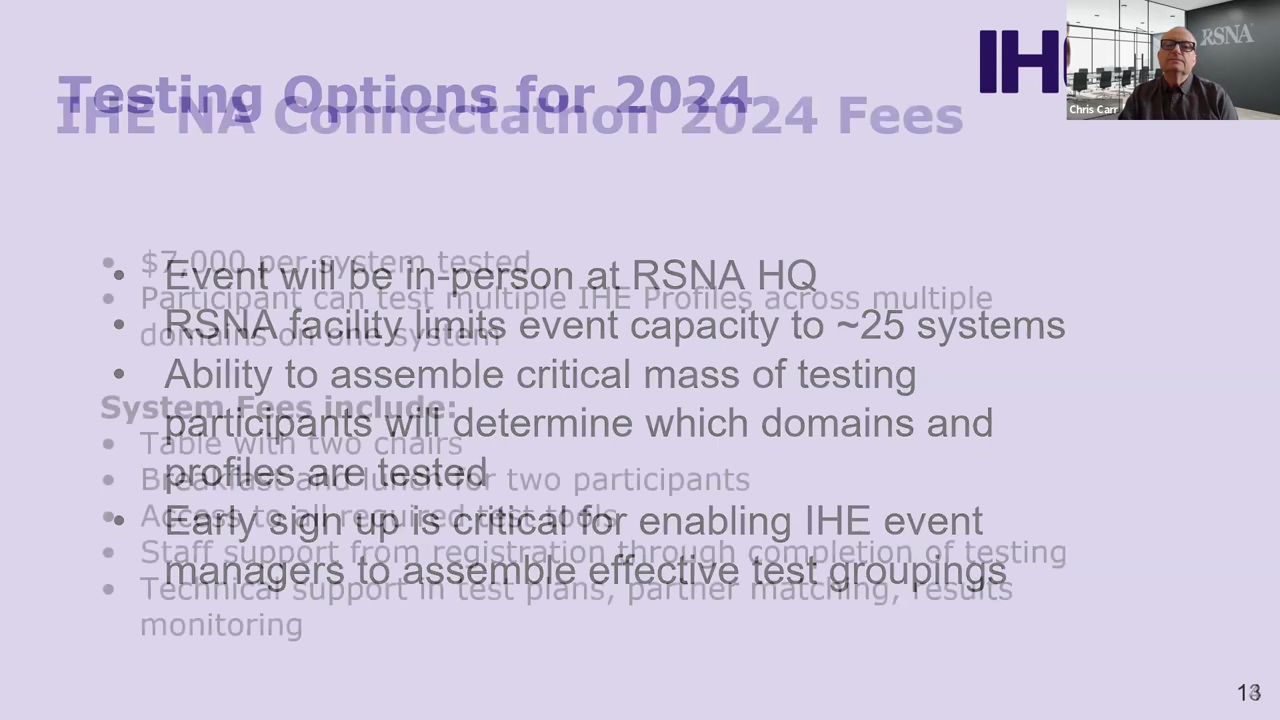 Testing Options for 2024
IHE NA Connectathon 2024 Fees
IH
RSNA
Chris Carr
• Event will be in-person at RSNA HQ
• RSNA facility limits event capacity to ~25 systems
• Ability to assemble critical mass of testing
participants will determine which domains and
profiles are tested
• Early sign up is critical for enabling IHE event
managers to assemble effective test groupings
• $7,000 per system tested
• Participant can test multiple IHE Profiles across multiple
domains on one system
System Fees include:
• Table with two chairs
• Breakfast and lunch for two participants
• Access to all required test tools
• Staff support from registration through completion of testing
• Technical support in test plans, partner matching, results
monitoring